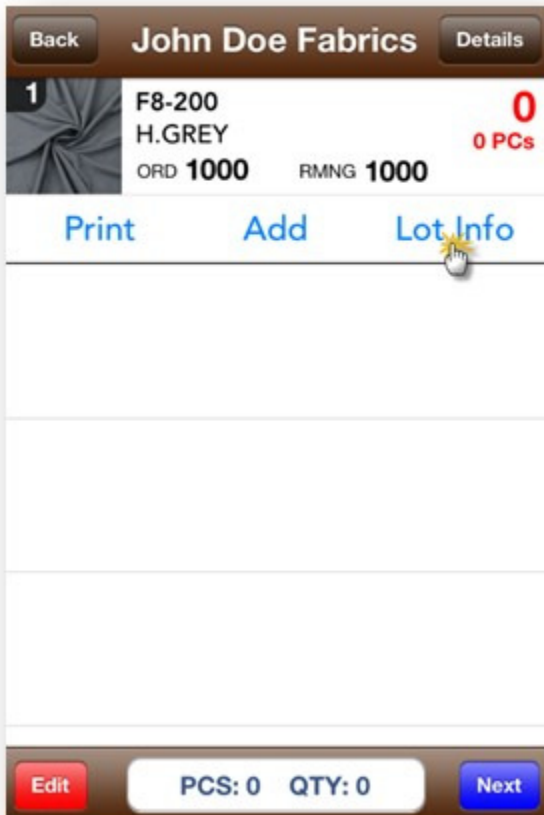 Back John Doe Fabrics Details
1 F8-200 0
H.GREY 0 PCs
ORD 1000 RMNG 1000
Print Add Lot Info
Edit PCS: 0 QTY: 0 Next